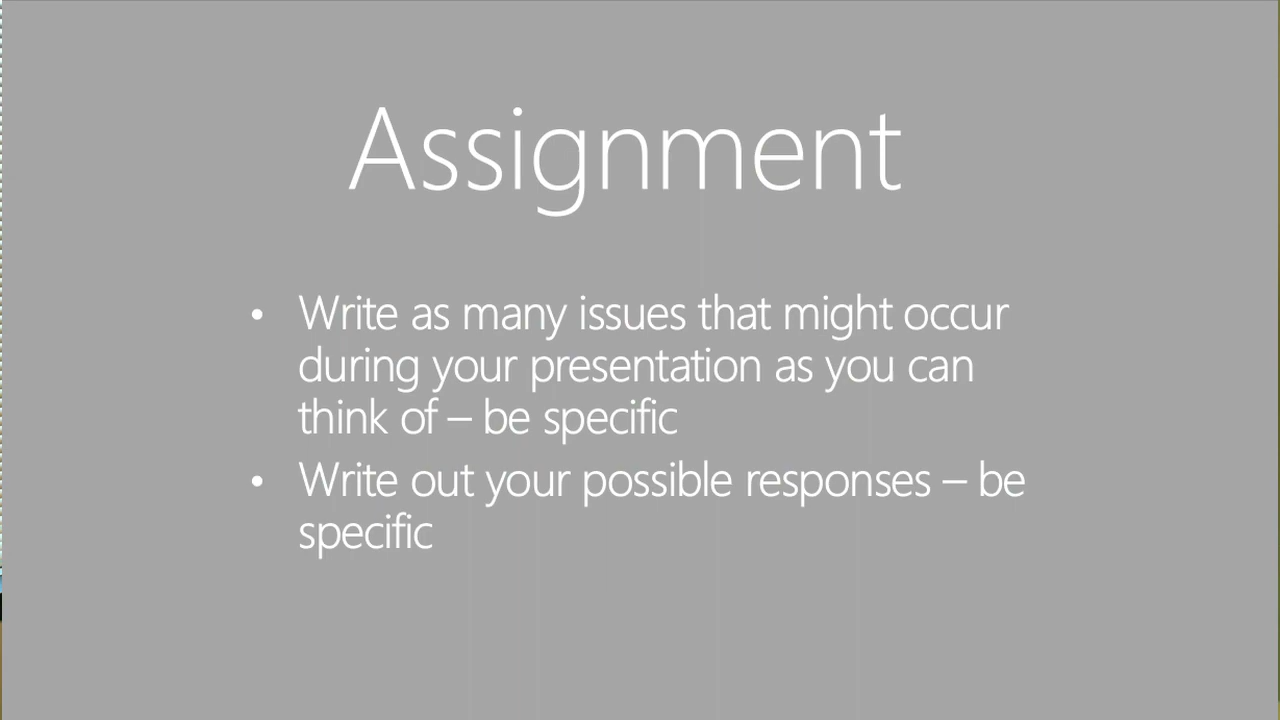 Assignment
• Write as many issues that might occur
during your presentation as you can
think of – be specific
• Write out your possible responses – be
specific